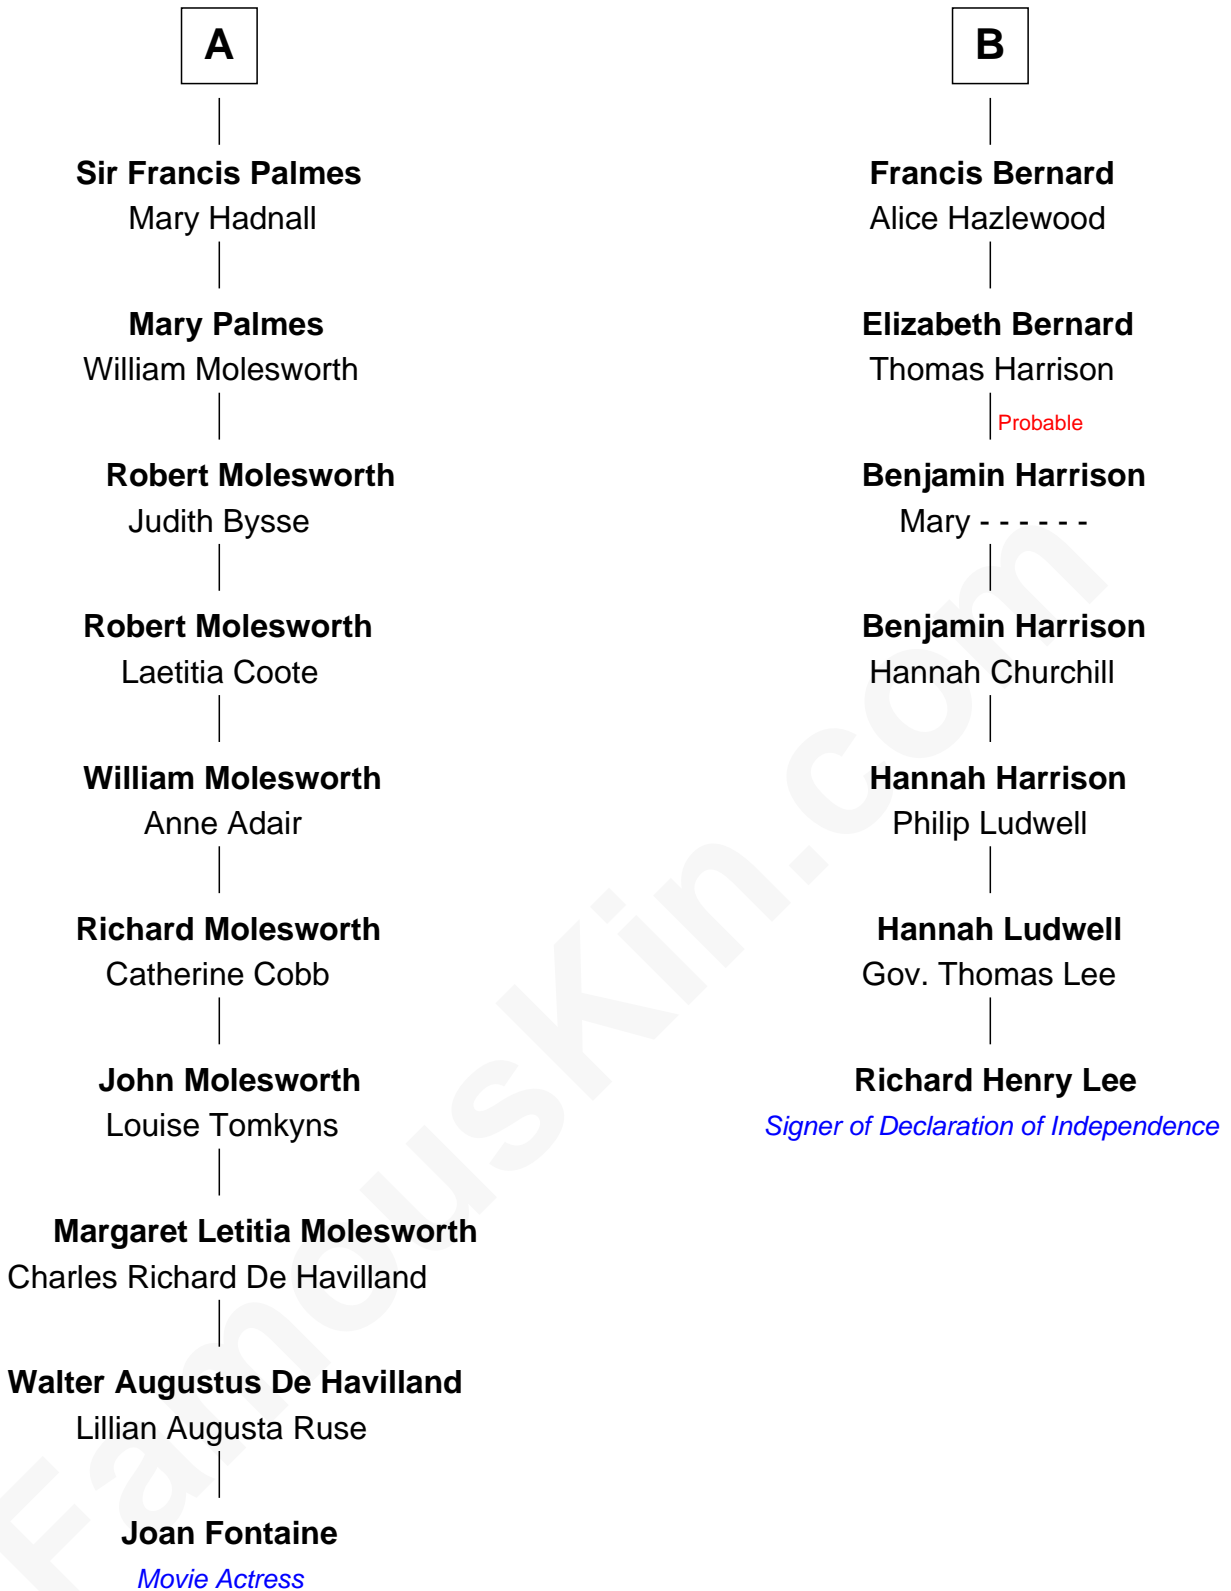 A
Sir Francis Palmes
Mary Hadnall
Mary Palmes
William Molesworth
Robert Molesworth
Judith Bysse
Robert Molesworth
Laetitia Coote
William Molesworth
Anne Adair
Richard Molesworth
Catherine Cobb
John Molesworth
Louise Tomkyns
Margaret Letitia Molesworth
Charles Richard De Havilland
Walter Augustus De Havilland
Lillian Augusta Ruse
Joan Fontaine
Movie Actress
B
Francis Bernard
Alice Hazlewood
Elizabeth Bernard
Thomas Harrison
Probable
Benjamin Harrison
Mary - - - - - -
Benjamin Harrison
Hannah Churchill
Hannah Harrison
Philip Ludwell
Hannah Ludwell
Gov. Thomas Lee
Richard Henry Lee
Signer of Declaration of Independence
FamousKin.com